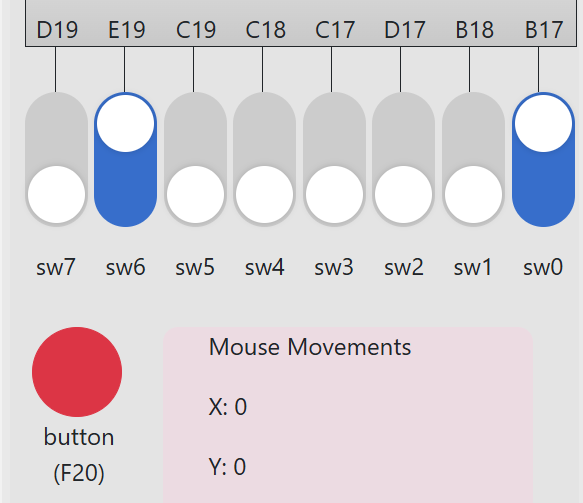 D19 E19 C19 C18 C17 D17 B18 B17
sw7 sw6 sw5 sw4 sw3 sw2 sw1 sw0
button
(F20)
Mouse Movements
X: 0
Y: 0